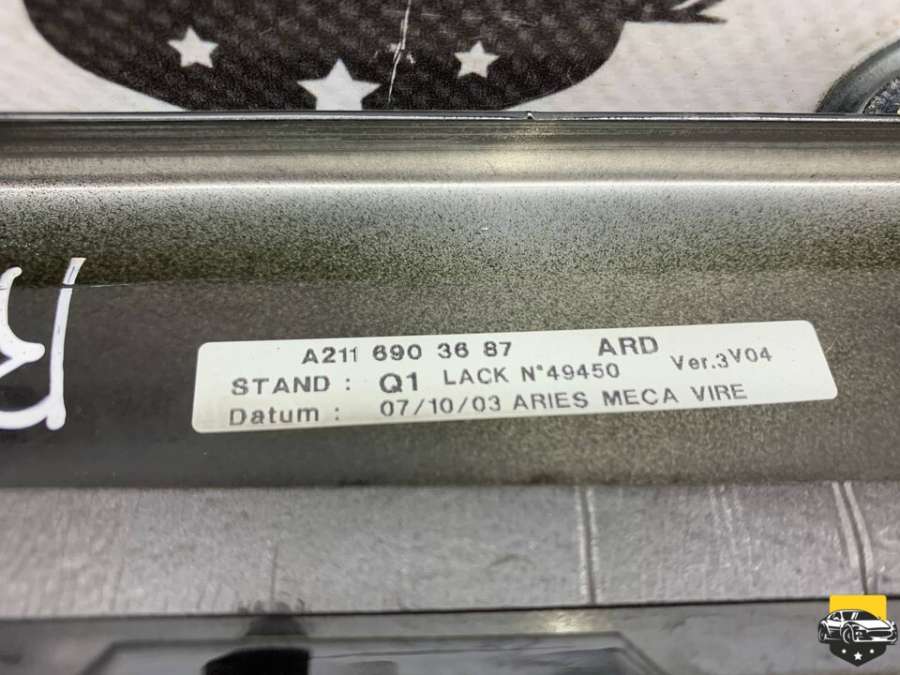 A211 690 36 87 ARD
STAND : Q1 LACK N°49450 Ver.3V04
Datum : 07/10/03 ARIES MECA VIRE